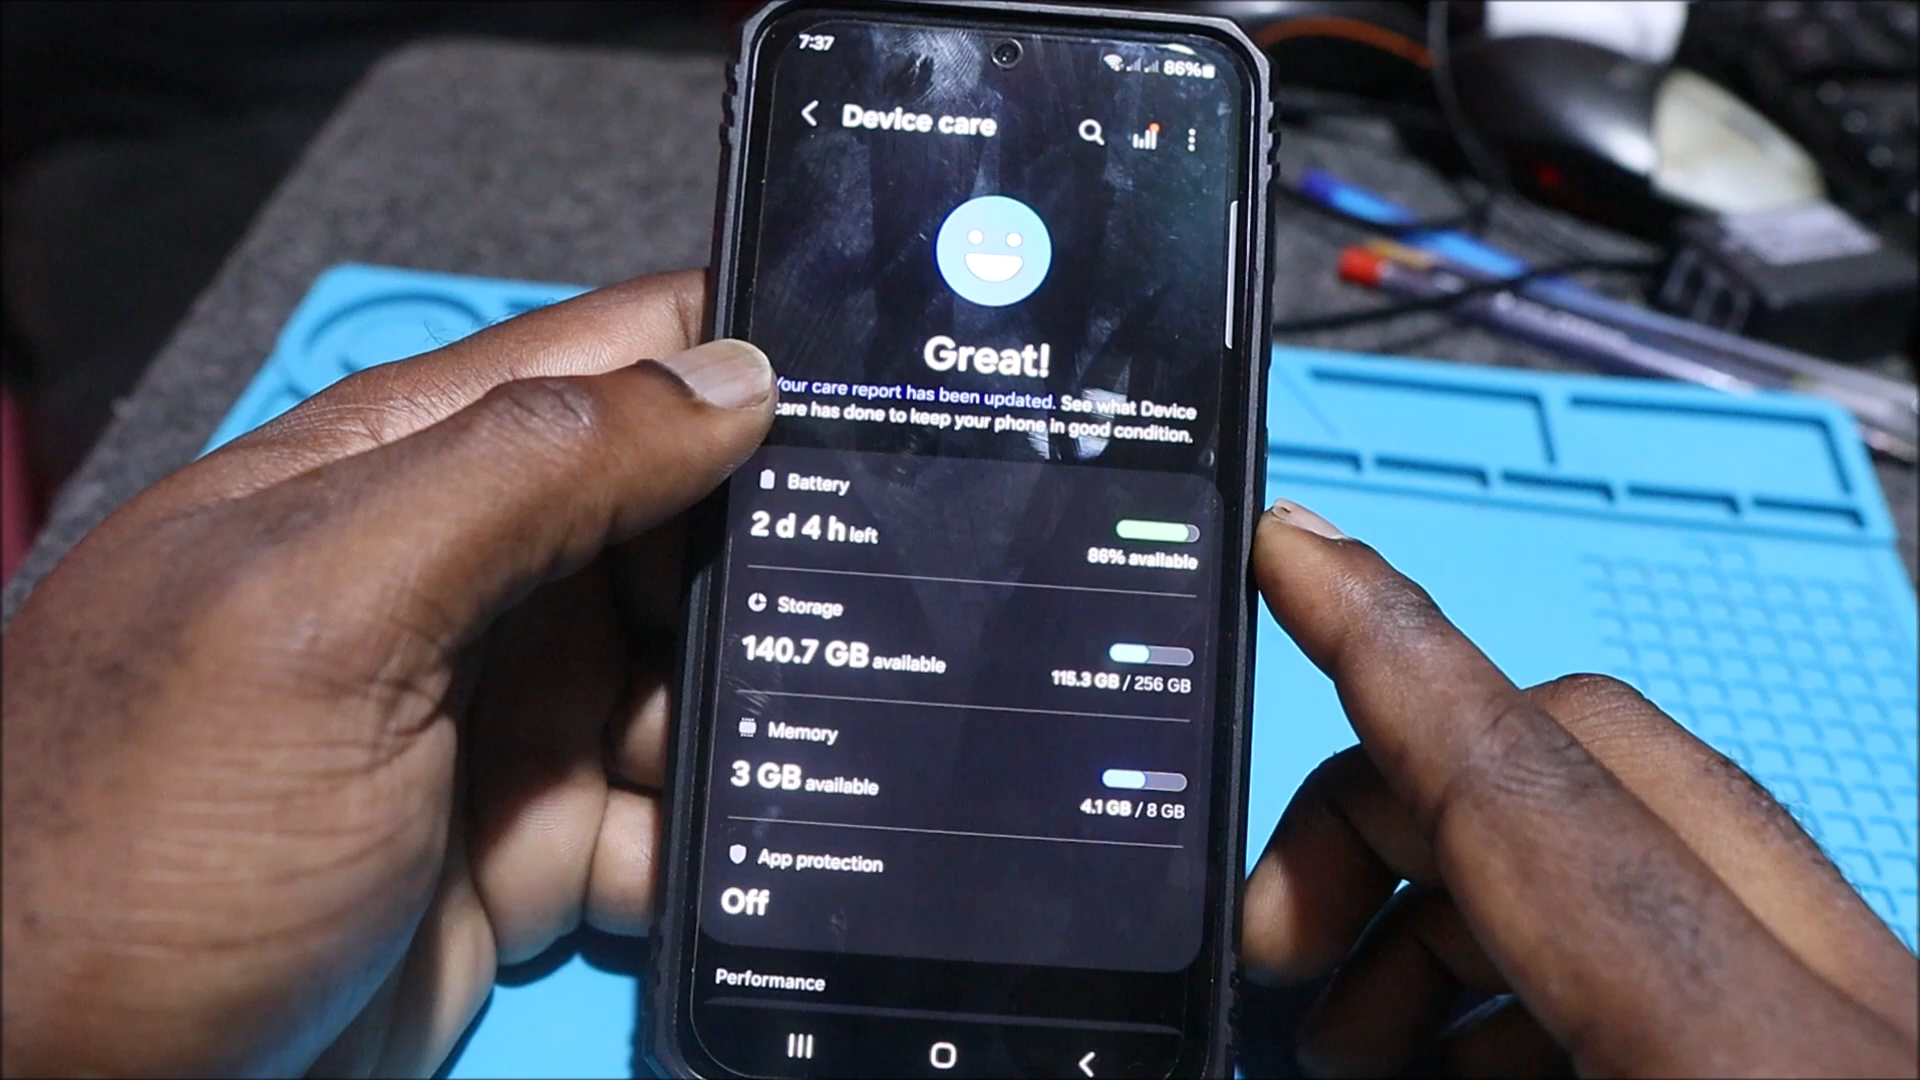 7:37
86%
Device care
Great!
Your care report has been updated. See what Device
care has done to keep your phone in good condition.
Battery
2 d 4 h left
86% available
Storage
140.7 GB available
115.3 GB / 256 GB
Memory
3 GB available
4.1 GB / 8 GB
App protection
Off
Performance